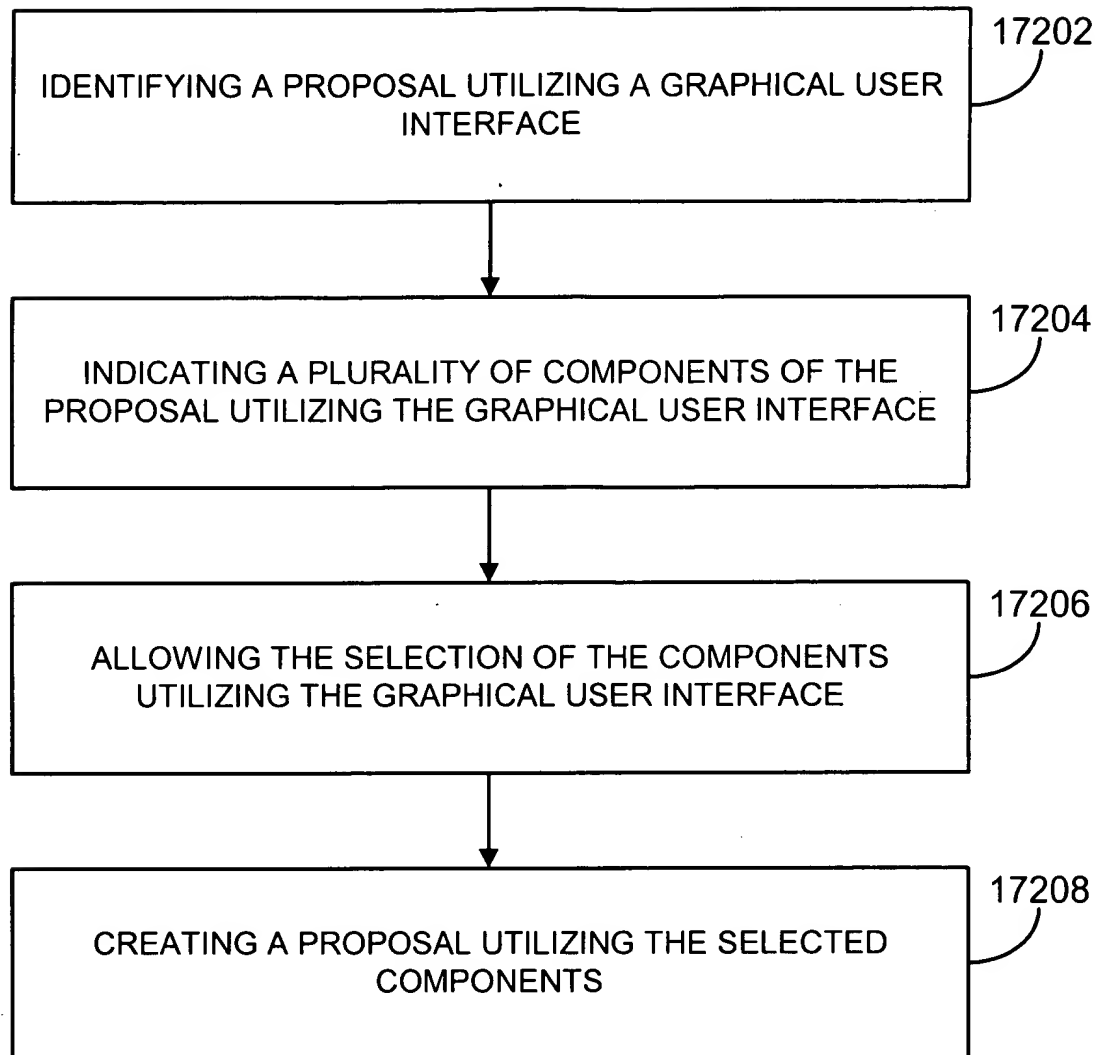 17202
IDENTIFYING A PROPOSAL UTILIZING A GRAPHICAL USER
INTERFACE
17204
INDICATING A PLURALITY OF COMPONENTS OF THE
PROPOSAL UTILIZING THE GRAPHICAL USER INTERFACE
17206
ALLOWING THE SELECTION OF THE COMPONENTS
UTILIZING THE GRAPHICAL USER INTERFACE
17208
CREATING A PROPOSAL UTILIZING THE SELECTED
COMPONENTS